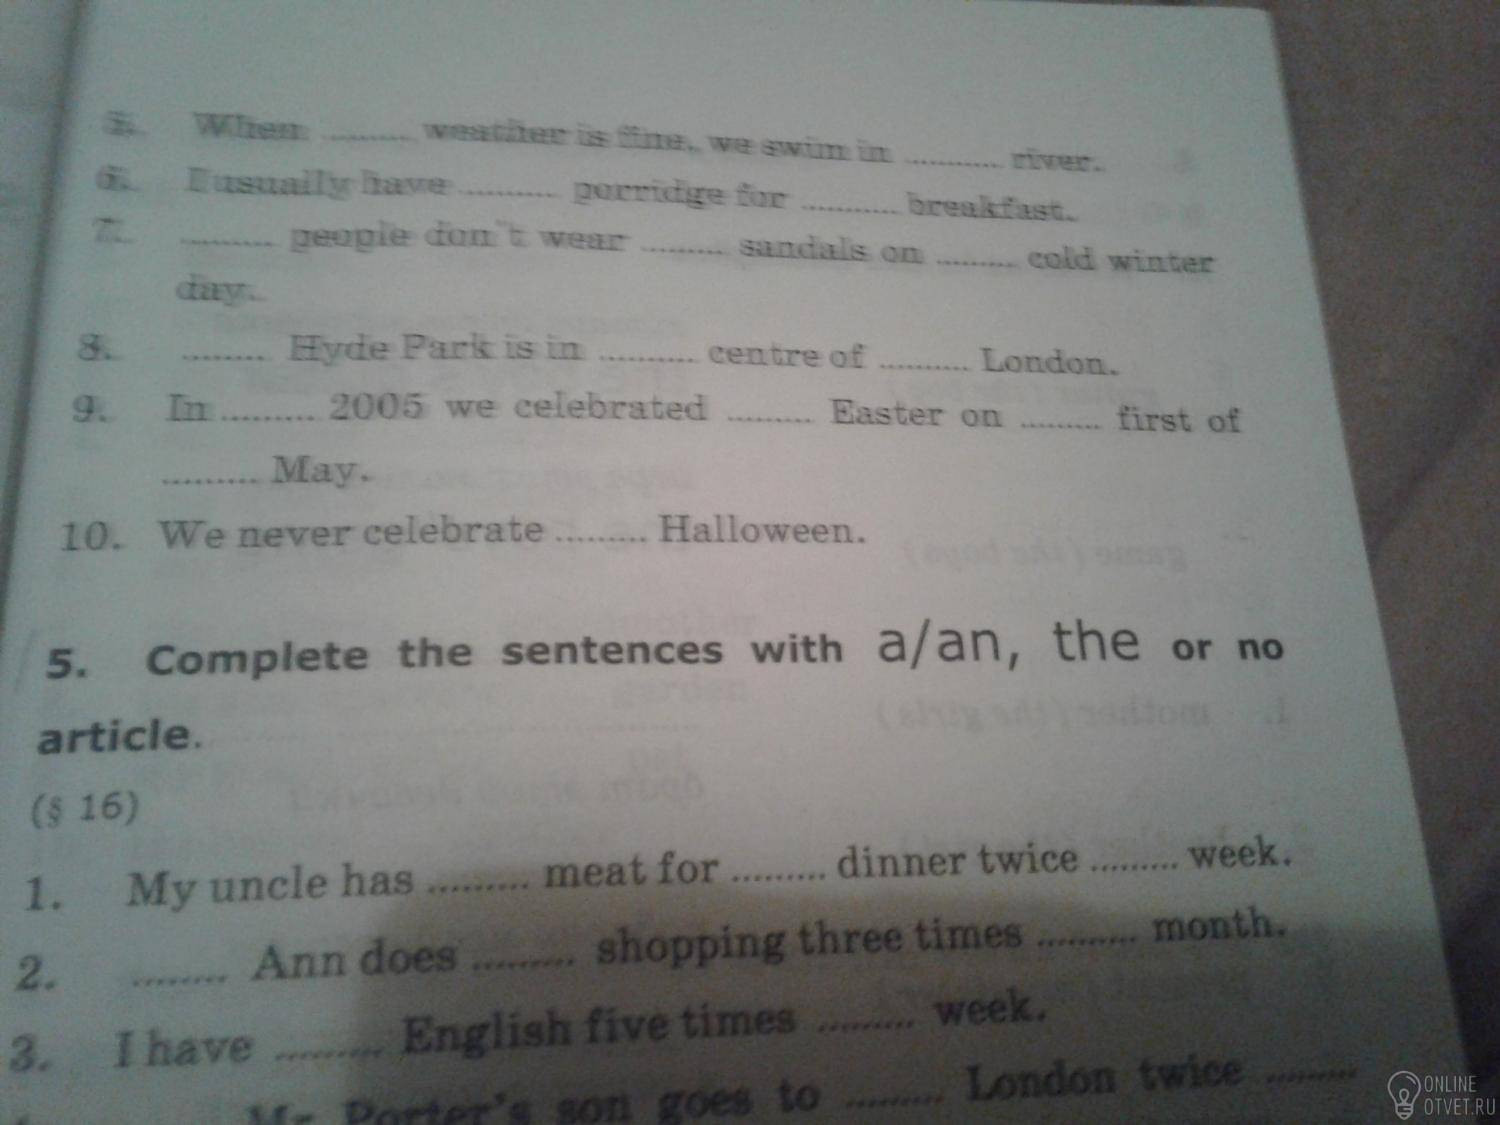 5. When ......... weather is fine, we swim in .......... river.
6. I usually have .......... porridge for .......... breakfast.
7. .......... people don't wear ......... sandals on ......... cold winter
day.
8. ......... Hyde Park is in .......... centre of .......... London.
9. In .......... 2005 we celebrated ......... Easter on ......... first of
.......... May.
10. We never celebrate ......... Halloween.
5. Complete the sentences with a/an, the or no
article.
(§ 16)
1. My uncle has .......... meat for ......... dinner twice ......... week.
2. ......... Ann does .......... shopping three times .......... month.
3. I have .......... English five times ......... week.
Mr Porter's son goes to ......... London twice .........
ONLINE
OTVET.RU